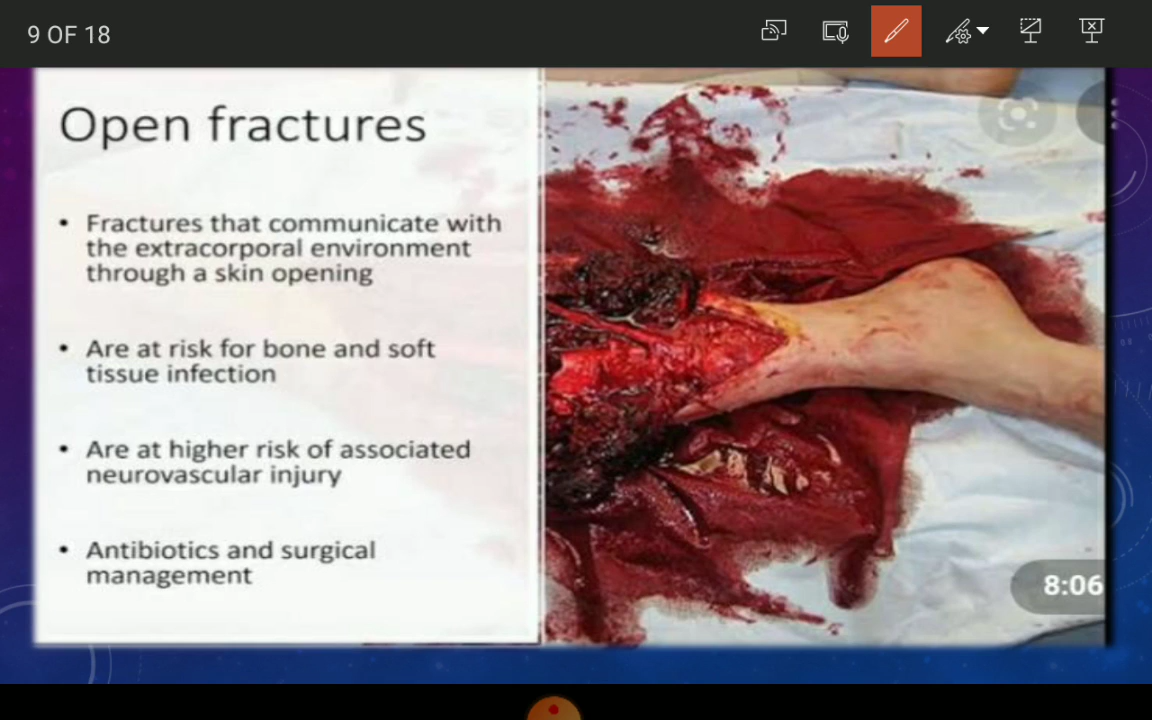 9 OF 18
Open fractures
• Fractures that communicate with
the extracorporal environment
through a skin opening
• Are at risk for bone and soft
tissue infection
• Are at higher risk of associated
neurovascular injury
• Antibiotics and surgical
management
8:06